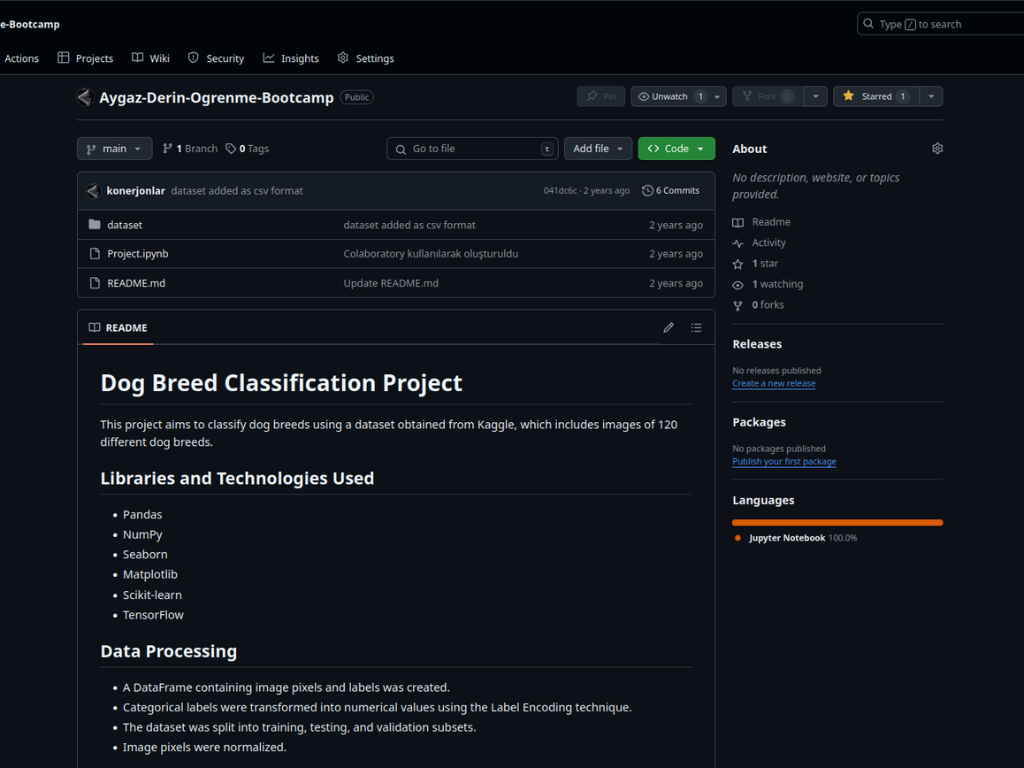 e-Bootcamp
Type / to search
Actions Projects Wiki Security Insights Settings
Aygaz-Derin-Ogrenme-Bootcamp Public
Pin Unwatch 1 Fork 0 Starred 1
main 1 Branch 0 Tags Go to file t Add file Code
konerjonlar dataset added as csv format 041dc6c · 2 years ago 6 Commits
dataset dataset added as csv format 2 years ago
Project.ipynb Colaboratory kullanılarak oluşturuldu 2 years ago
README.md Update README.md 2 years ago
README
Dog Breed Classification Project
This project aims to classify dog breeds using a dataset obtained from Kaggle, which includes images of 120
different dog breeds.
Libraries and Technologies Used
• Pandas
• NumPy
• Seaborn
• Matplotlib
• Scikit-learn
• TensorFlow
Data Processing
• A DataFrame containing image pixels and labels was created.
• Categorical labels were transformed into numerical values using the Label Encoding technique.
• The dataset was split into training, testing, and validation subsets.
• Image pixels were normalized.
About
No description, website, or topics
provided.
Readme
Activity
1 star
1 watching
0 forks
Releases
No releases published
Create a new release
Packages
No packages published
Publish your first package
Languages
Jupyter Notebook 100.0%